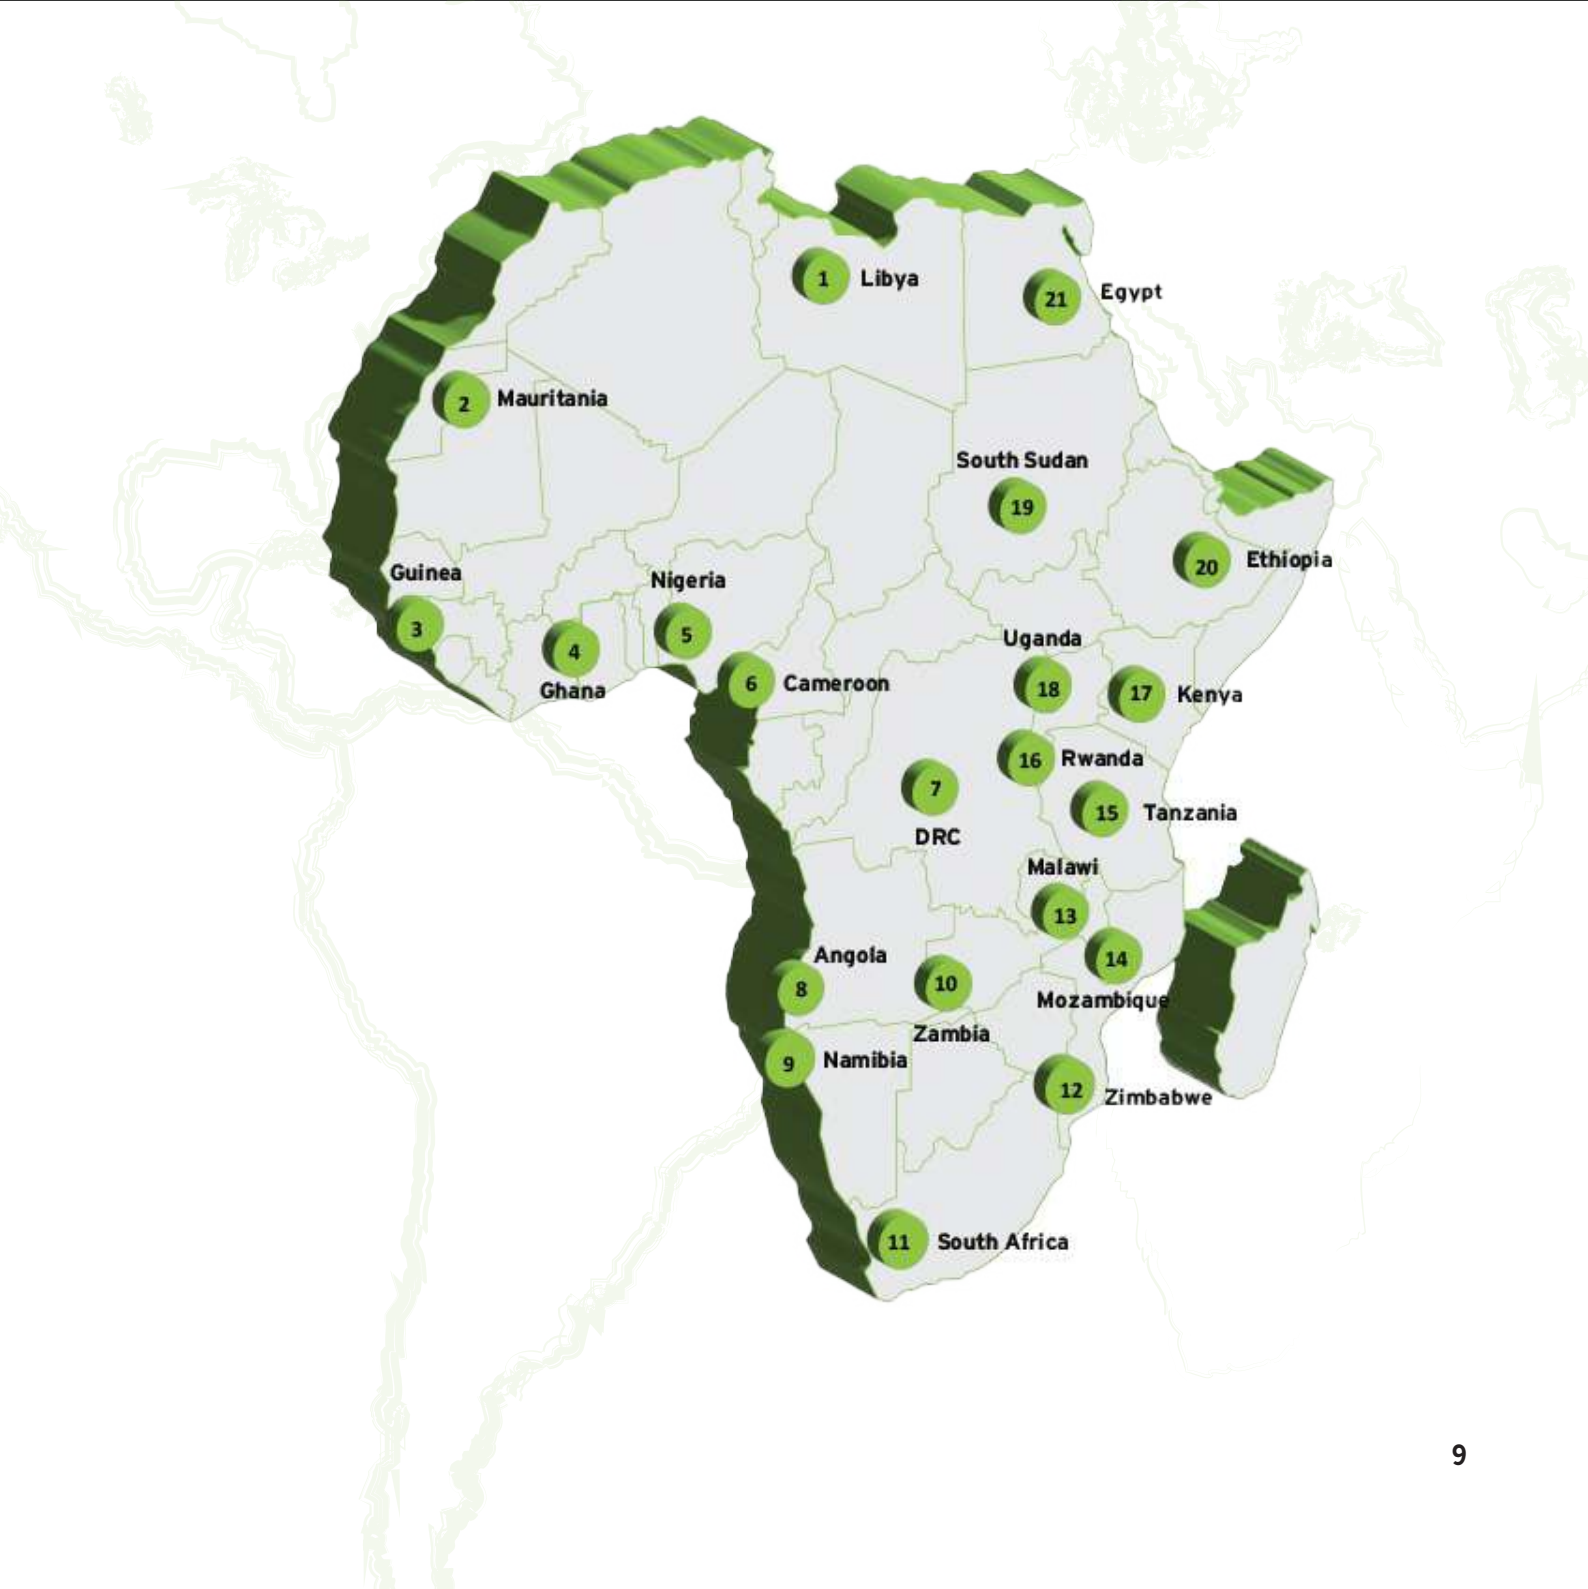 1 Libya
21 Egypt
2 Mauritania
South Sudan
19
20 Ethiopia
Guinea
3
Nigeria
5
4
Ghana
Uganda
18
6 Cameroon
17 Kenya
16 Rwanda
7
DRC
15 Tanzania
Malawi
13
14
Mozambique
Angola
8
10
Zambia
9 Namibia
12 Zimbabwe
11 South Africa
9